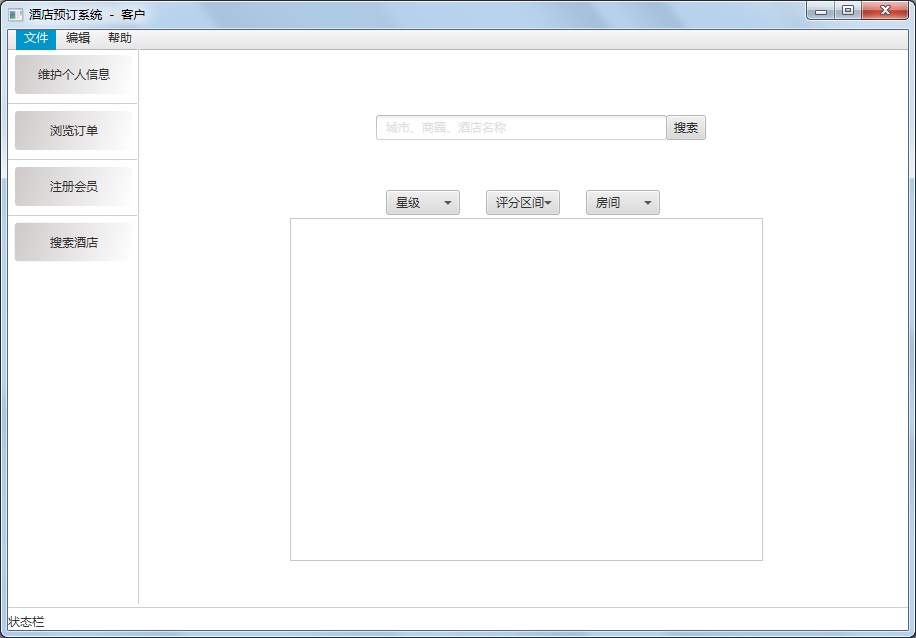 酒店预订系统 - 客户
文件 编辑 帮助
维护个人信息
浏览订单
注册会员
搜索酒店
城市、商圈、酒店名称 搜索
星级 评分区间 房间
状态栏